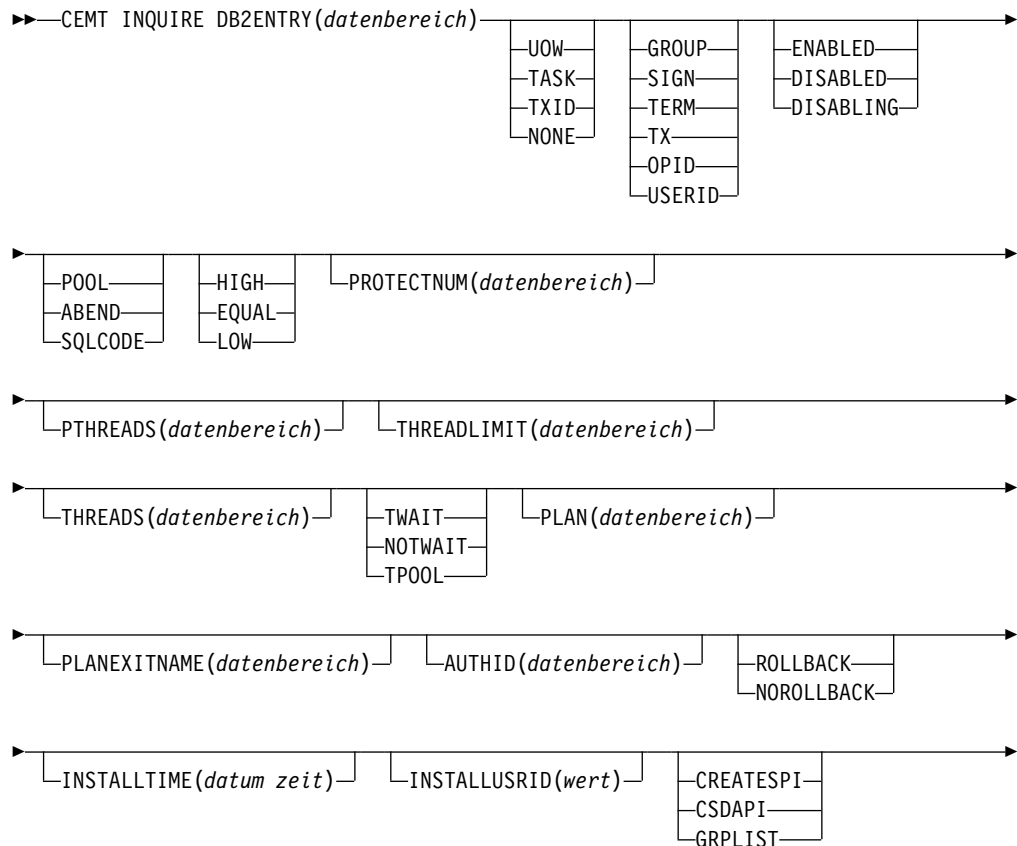 CEMT INQUIRE DB2ENTRY(datenbereich)
UOW
TASK
TXID
NONE
GROUP
SIGN
TERM
TX
OPID
USERID
ENABLED
DISABLED
DISABLING
POOL
ABEND
SQLCODE
HIGH
EQUAL
LOW
PROTECTNUM(datenbereich)
PTHREADS(datenbereich)
THREADLIMIT(datenbereich)
THREADS(datenbereich)
TWAIT
NOTWAIT
TPOOL
PLAN(datenbereich)
PLANEXITNAME(datenbereich)
AUTHID(datenbereich)
ROLLBACK
NOROLLBACK
INSTALLTIME(datum zeit)
INSTALLUSRID(wert)
CREATESPI
CSDAPI
GRPLIST